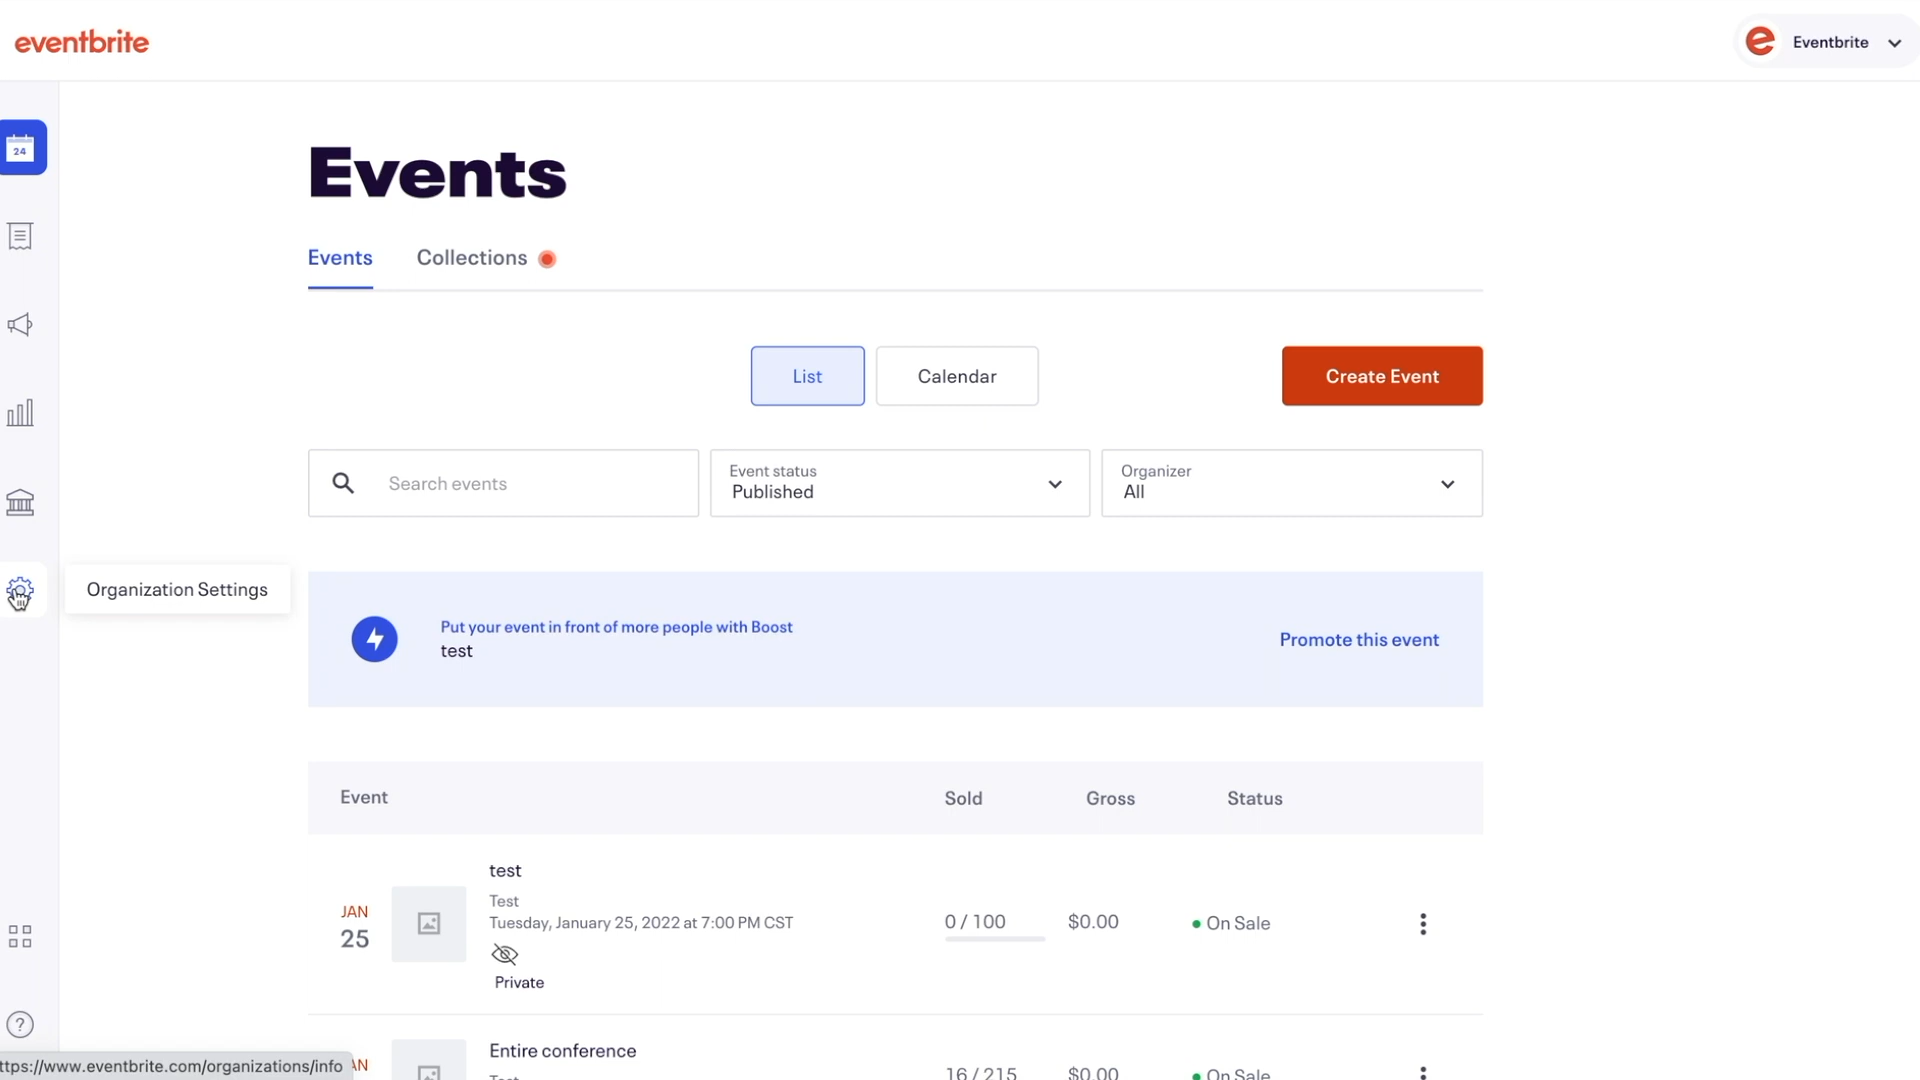 eventbrite
Eventbrite
24
Events
Events
Collections
List
Calendar
Create Event
Search events
Event status
Published
Organizer
All
Organization Settings
Put your event in front of more people with Boost
test
Promote this event
Event
Sold
Gross
Status
test
JAN
25
Test
Tuesday, January 25, 2022 at 7:00 PM CST
Private
0 / 100
$0.00
On Sale
Entire conference
16 / 215
$0.00
On Sale
ttps://www.eventbrite.com/organizations/info